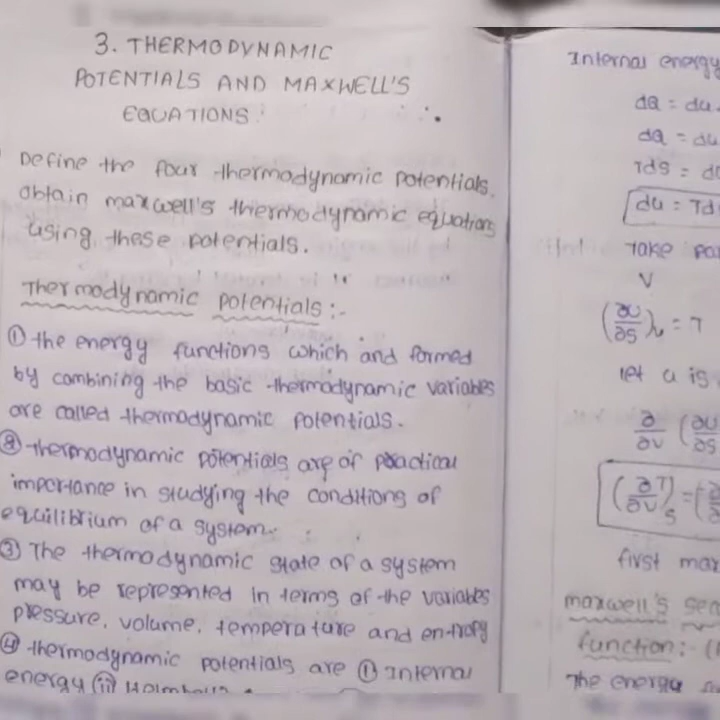 3. THERMODYNAMIC
POTENTIALS AND MAXWELL'S
EQUATIONS
Define the four thermodynamic potentials.
obtain maxwell's thermodynamic equations
using these potentials.
Thermodynamic potentials:-
① the energy functions which and formed
by combining the basic thermodynamic variables
are called thermodynamic potentials.
② thermodynamic potentials are of practical
importance in studying the conditions of
equilibrium of a system.
③ The thermodynamic state of a system
may be represented in terms of the variables
pressure, volume, temperature and entropy
④ thermodynamic potentials are ① Internal
energy (ii)
Internal energy
dQ = du
dQ = du
Tds = d
du = Td
Take
V
(∂U/∂S)v = T
let u is
∂/∂V (∂U/∂S
(∂T/∂V)s = (
first
maxwell's
function:-
The energy